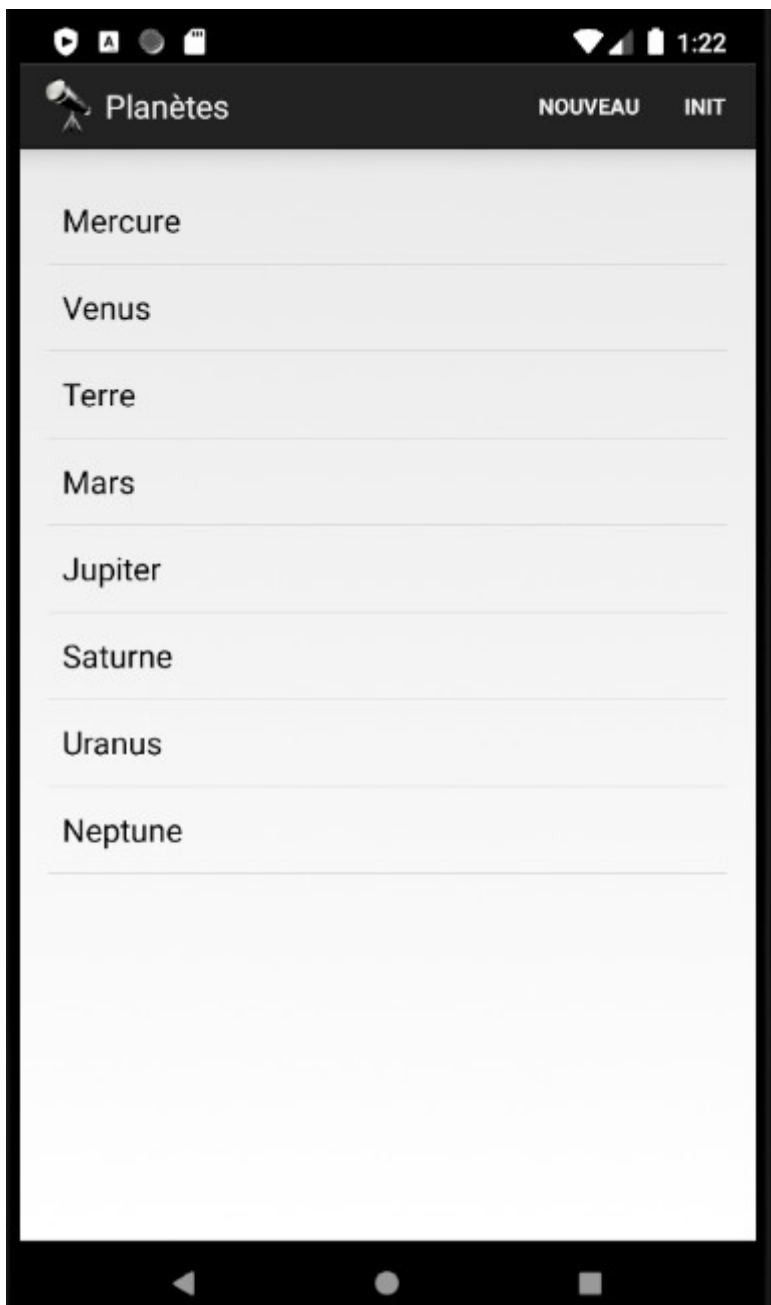 A 1:22
Planètes NOUVEAU INIT
Mercure
Venus
Terre
Mars
Jupiter
Saturne
Uranus
Neptune